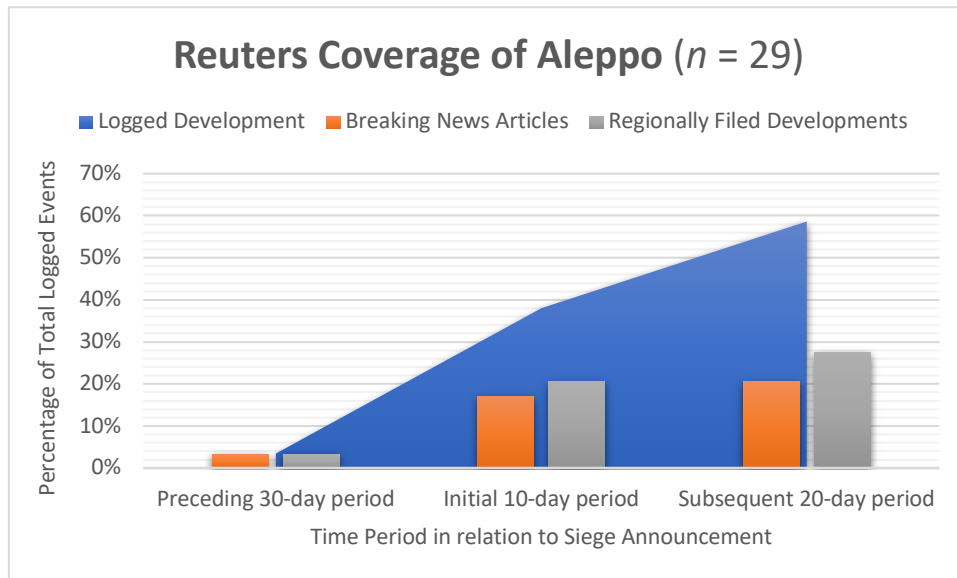 Reuters Coverage of Aleppo (n = 29)
Logged Development Breaking News Articles Regionally Filed Developments
Percentage of Total Logged Events
70%
60%
50%
40%
30%
20%
10%
0%
Preceding 30-day period Initial 10-day period Subsequent 20-day period
Time Period in relation to Siege Announcement